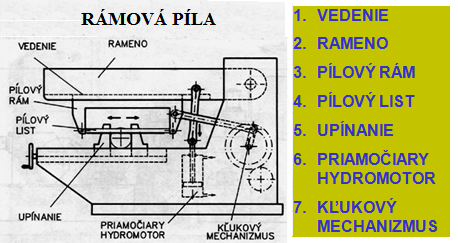 RÁMOVÁ PÍLA
VEDENIE
RAMENO
PÍLOVÝ
RÁM
PÍLOVÝ
LIST
UPÍNANIE
PRIAMOČIARY
HYDROMOTOR
KĽUKOVÝ
MECHANIZMUS
1. VEDENIE
2. RAMENO
3. PÍLOVÝ RÁM
4. PÍLOVÝ LIST
5. UPÍNANIE
6. PRIAMOČIARY
HYDROMOTOR
7. KĽUKOVÝ
MECHANIZMUS